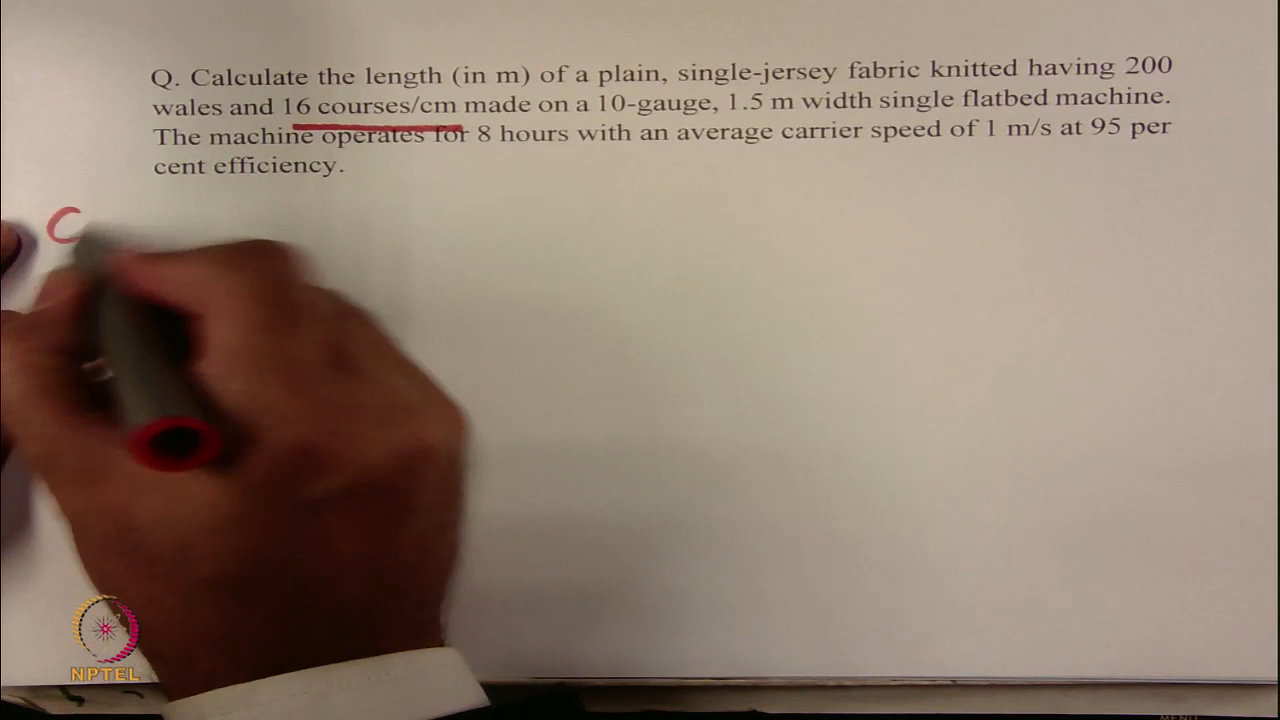 Q. Calculate the length (in m) of a plain, single-jersey fabric knitted having 200
wales and 16 courses/cm made on a 10-gauge, 1.5 m width single flatbed machine.
The machine operates for 8 hours with an average carrier speed of 1 m/s at 95 per
cent efficiency.
C
NPTEL